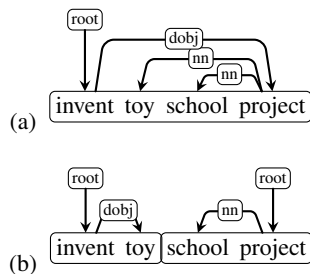 root
dobj
nn
nn
(a) invent toy school project
root root
dobj nn
(b) invent toy school project